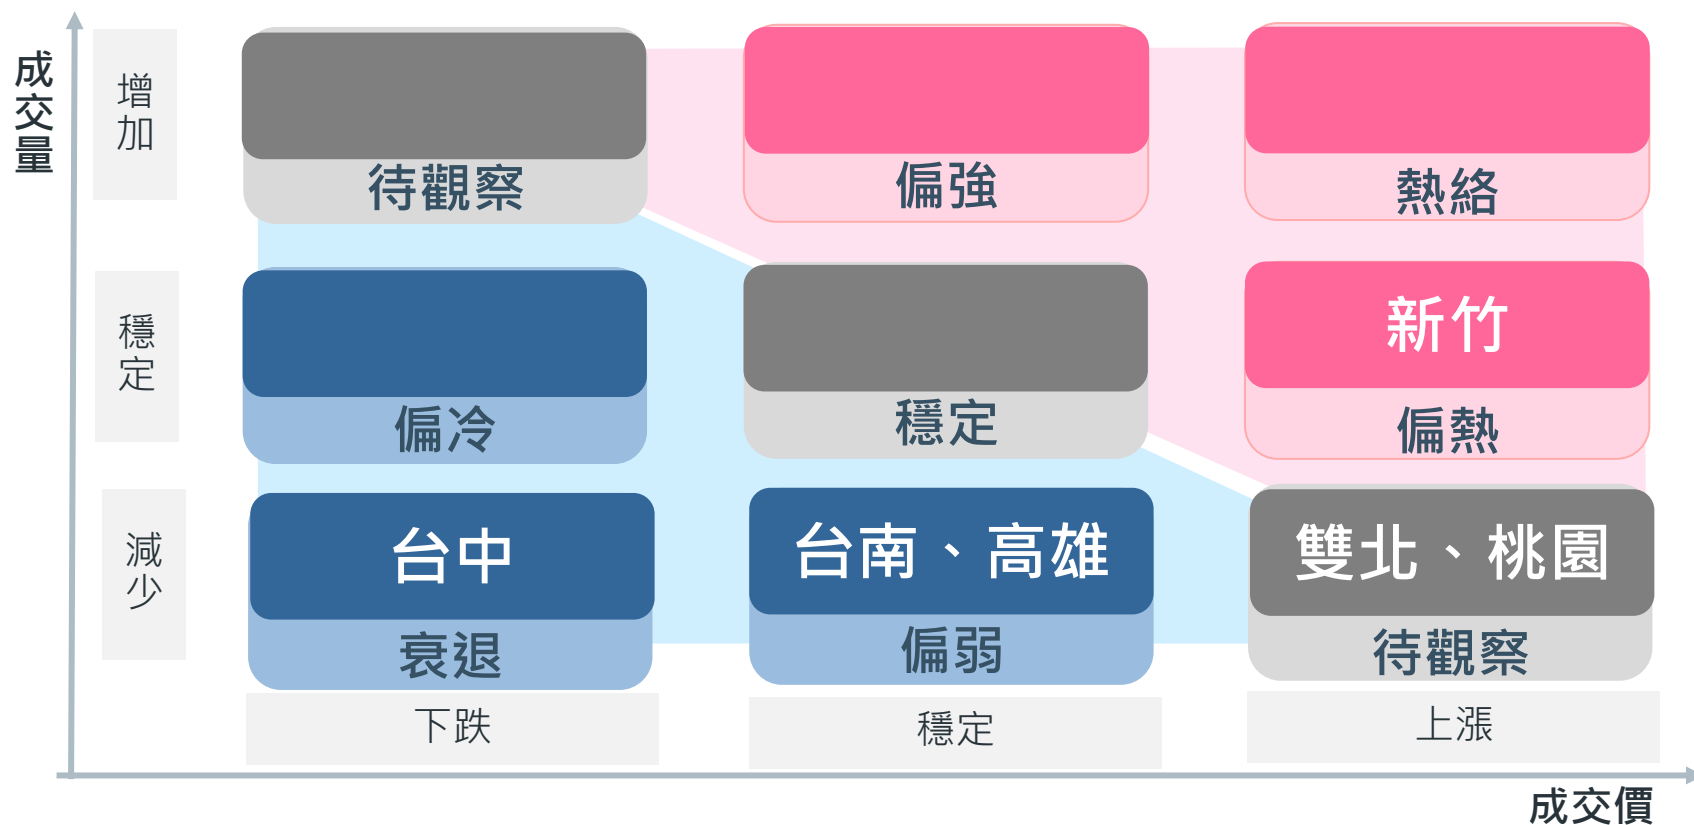 成交量
增加
待觀察
偏強
熱絡
穩定
偏冷
穩定
新竹
偏熱
減少
台中
衰退
台南、高雄
偏弱
雙北、桃園
待觀察
下跌
穩定
上漲
成交價